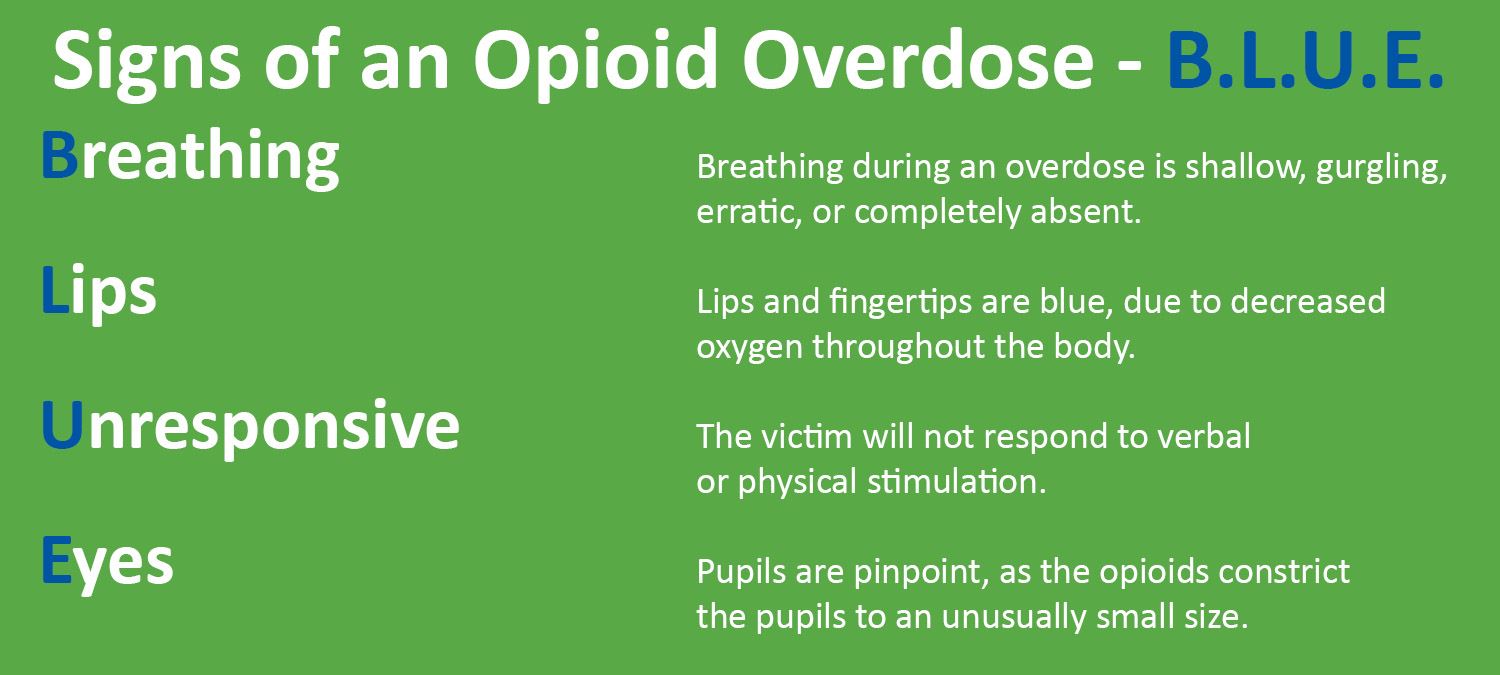 Signs of an Opioid Overdose - B.L.U.E.
Breathing
Breathing during an overdose is shallow, gurgling,
erratic, or completely absent.
Lips
Lips and fingertips are blue, due to decreased
oxygen throughout the body.
Unresponsive
The victim will not respond to verbal
or physical stimulation.
Eyes
Pupils are pinpoint, as the opioids constrict
the pupils to an unusually small size.